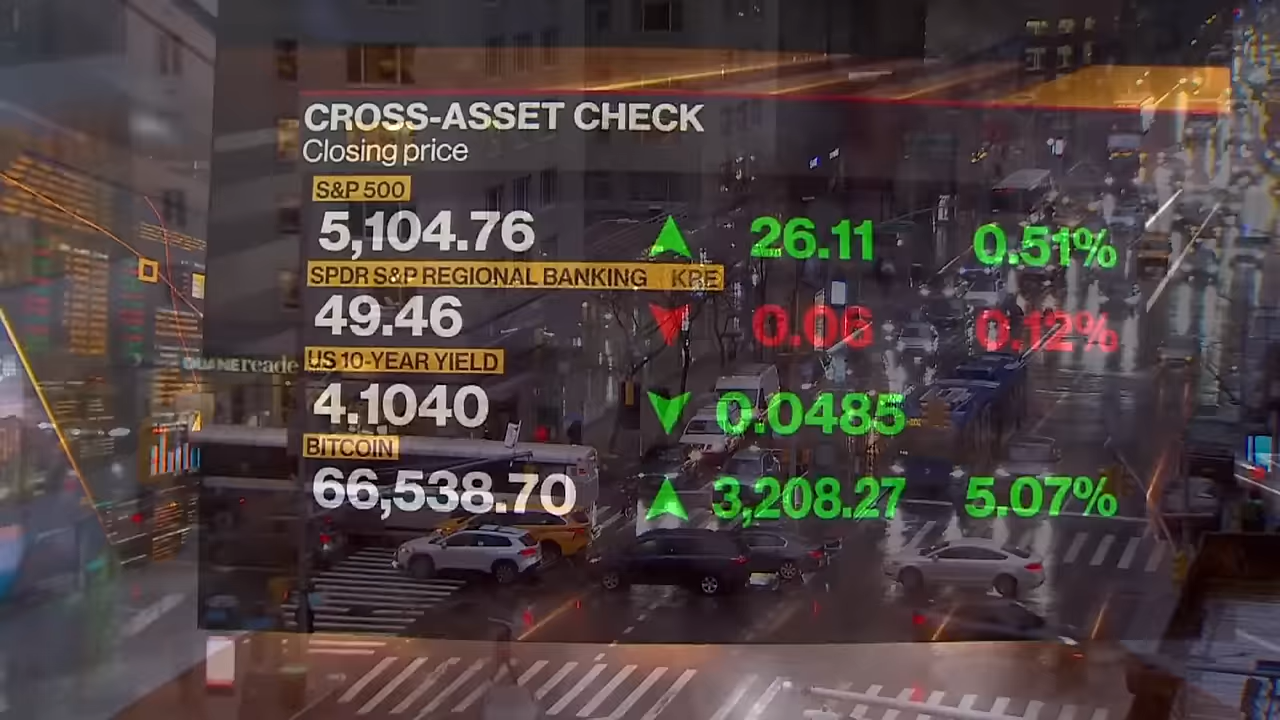 CROSS-ASSET CHECK
Closing price
S&P 500
5,104.76 ▲ 26.11 0.51%
SPDR S&P REGIONAL BANKING KRE
49.46 ▼ 0.06 0.12%
US 10-YEAR YIELD
4.1040 ▼ 0.0485
BITCOIN
66,538.70 ▲ 3,208.27 5.07%
DUANEreade